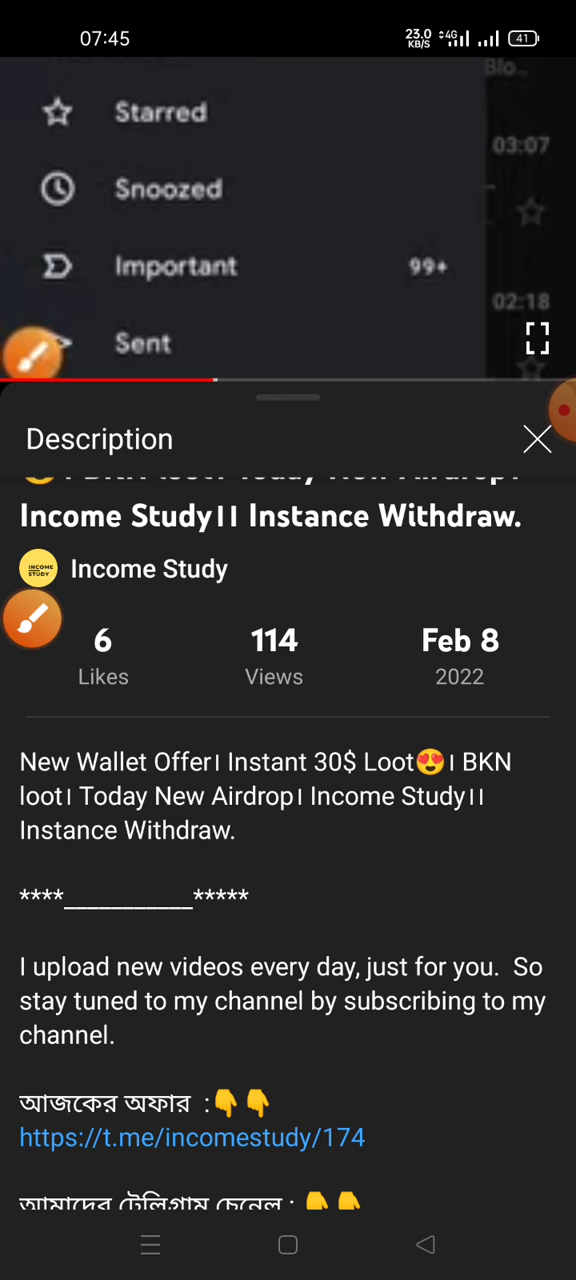 07:45
23.0
KB/S
4G
41
Blo...
Starred
03:07
Snoozed
Important
99+
02:18
Sent
Description
Income Study।। Instance Withdraw.
INCOME
STUDY
Income Study
6
114
Feb 8
Likes
Views
2022
New Wallet Offer। Instant 30$ Loot😍। BKN
loot। Today New Airdrop। Income Study।।
Instance Withdraw.
****____________*****
I upload new videos every day, just for you. So
stay tuned to my channel by subscribing to my
channel.
আজকের অফার :👇👇
https://t.me/incomestudy/174
আমাদের টেলিগ্রাম চেনেল : 👇👇